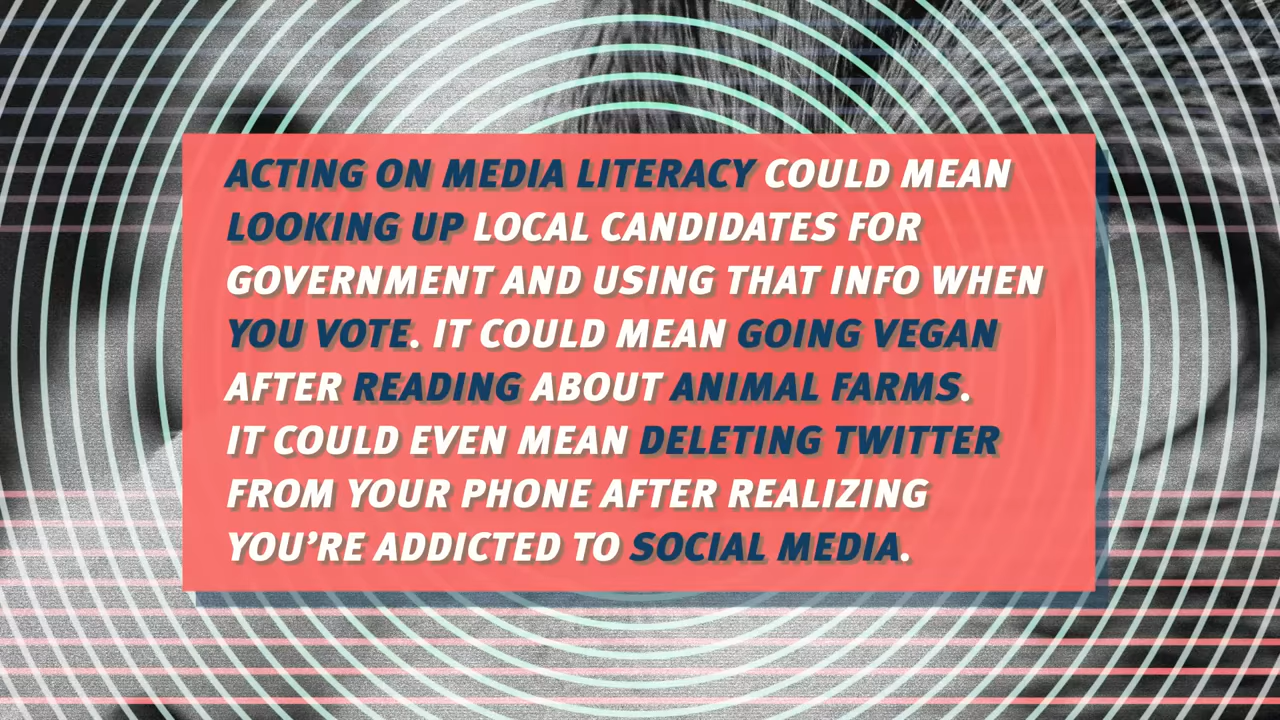 ACTING ON MEDIA LITERACY COULD MEAN
LOOKING UP LOCAL CANDIDATES FOR
GOVERNMENT AND USING THAT INFO WHEN
YOU VOTE. IT COULD MEAN GOING VEGAN
AFTER READING ABOUT ANIMAL FARMS.
IT COULD EVEN MEAN DELETING TWITTER
FROM YOUR PHONE AFTER REALIZING
YOU'RE ADDICTED TO SOCIAL MEDIA.